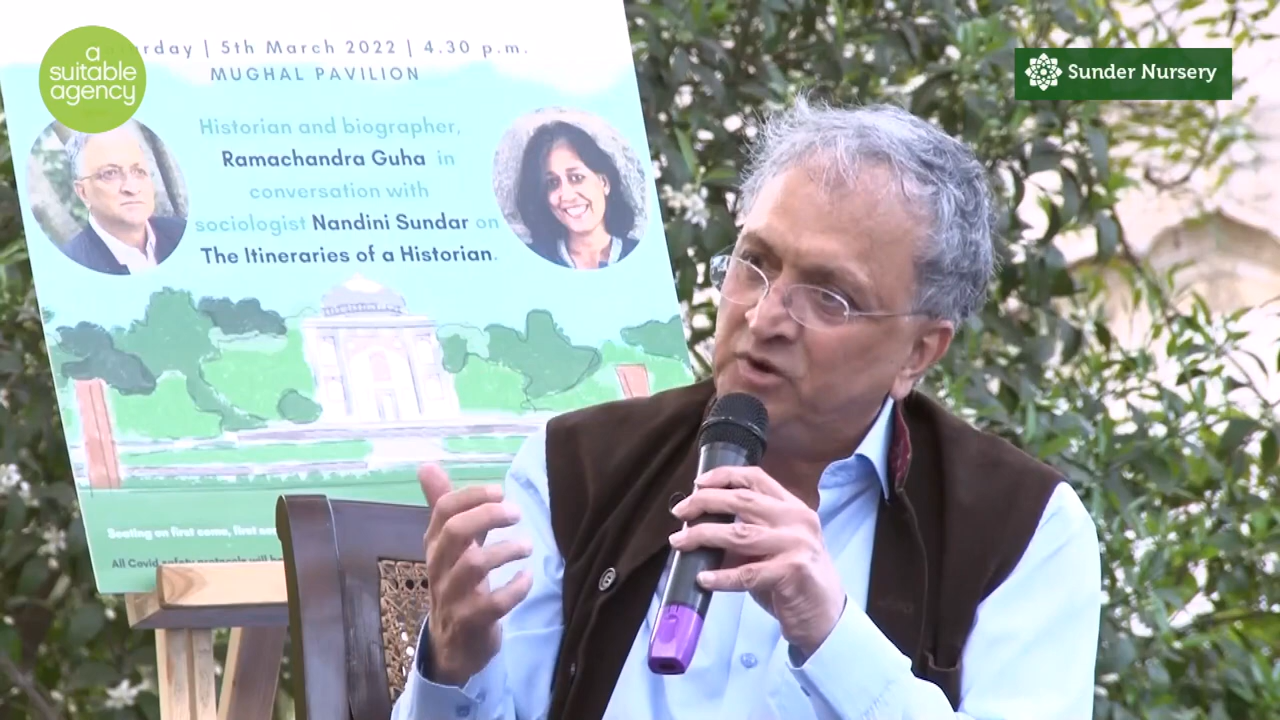 a
suitable
agency
| 5th March 2022 | 4.30 p.m.
MUGHAL PAVILION
Sunder Nursery
Historian and biographer,
Ramachandra Guha in
conversation with
sociologist Nandini Sundar on
The Itineraries of a Historian.
Seating on first come, first
All Covid safety protocols will